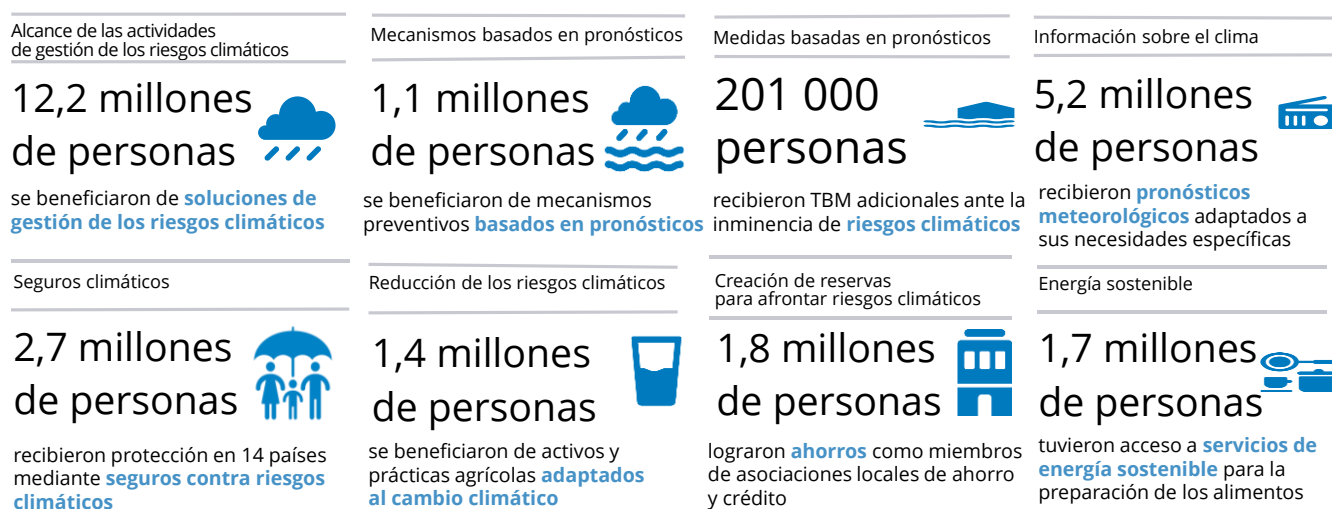 Alcance de las actividades
de gestión de los riesgos climáticos
12,2 millones
de personas
se beneficiaron de soluciones de
gestión de los riesgos climáticos
Mecanismos basados en pronósticos
1,1 millones
de personas
se beneficiaron de mecanismos
preventivos basados en pronósticos
Medidas basadas en pronósticos
201 000
personas
recibieron TBM adicionales ante la
inminencia de riesgos climáticos
Información sobre el clima
5,2 millones
de personas
recibieron pronósticos
meteorológicos adaptados a
sus necesidades específicas
Seguros climáticos
2,7 millones
de personas
recibieron protección en 14 países
mediante seguros contra riesgos
climáticos
Reducción de los riesgos climáticos
1,4 millones
de personas
se beneficiaron de activos y
prácticas agrícolas adaptados
al cambio climático
Creación de reservas
para afrontar riesgos climáticos
1,8 millones
de personas
lograron ahorros como miembros
de asociaciones locales de ahorro
y crédito
Energía sostenible
1,7 millones
de personas
tuvieron acceso a servicios de
energía sostenible para la
preparación de los alimentos